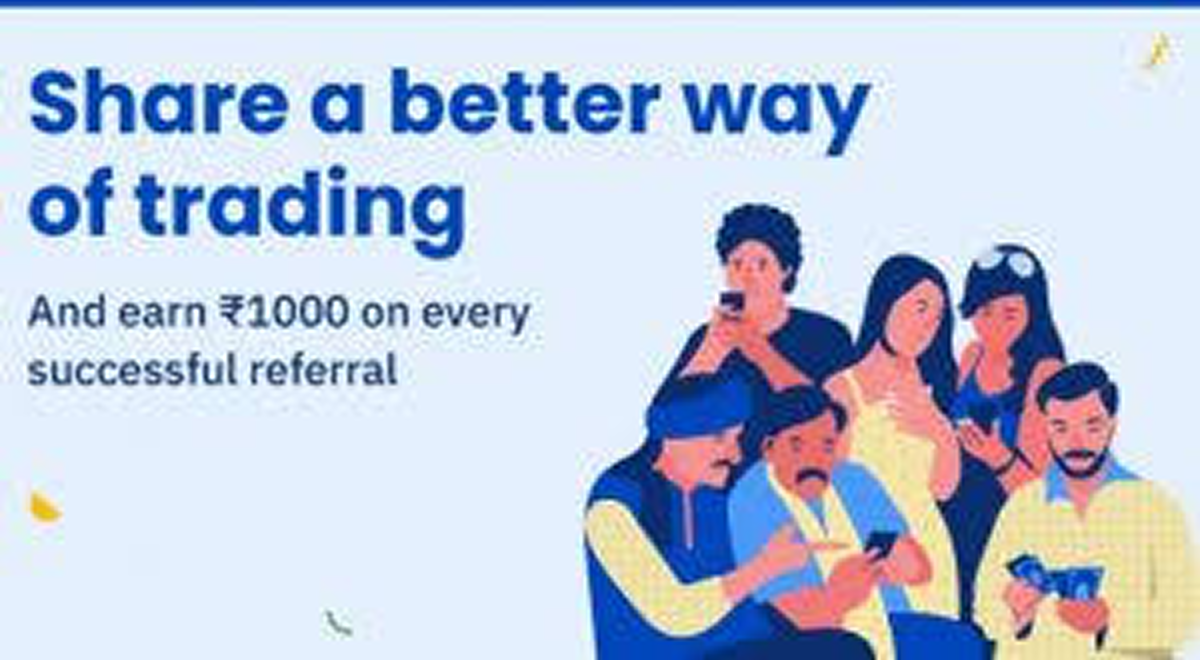 Share a better way
of trading
And earn ₹1000 on every
successful referral